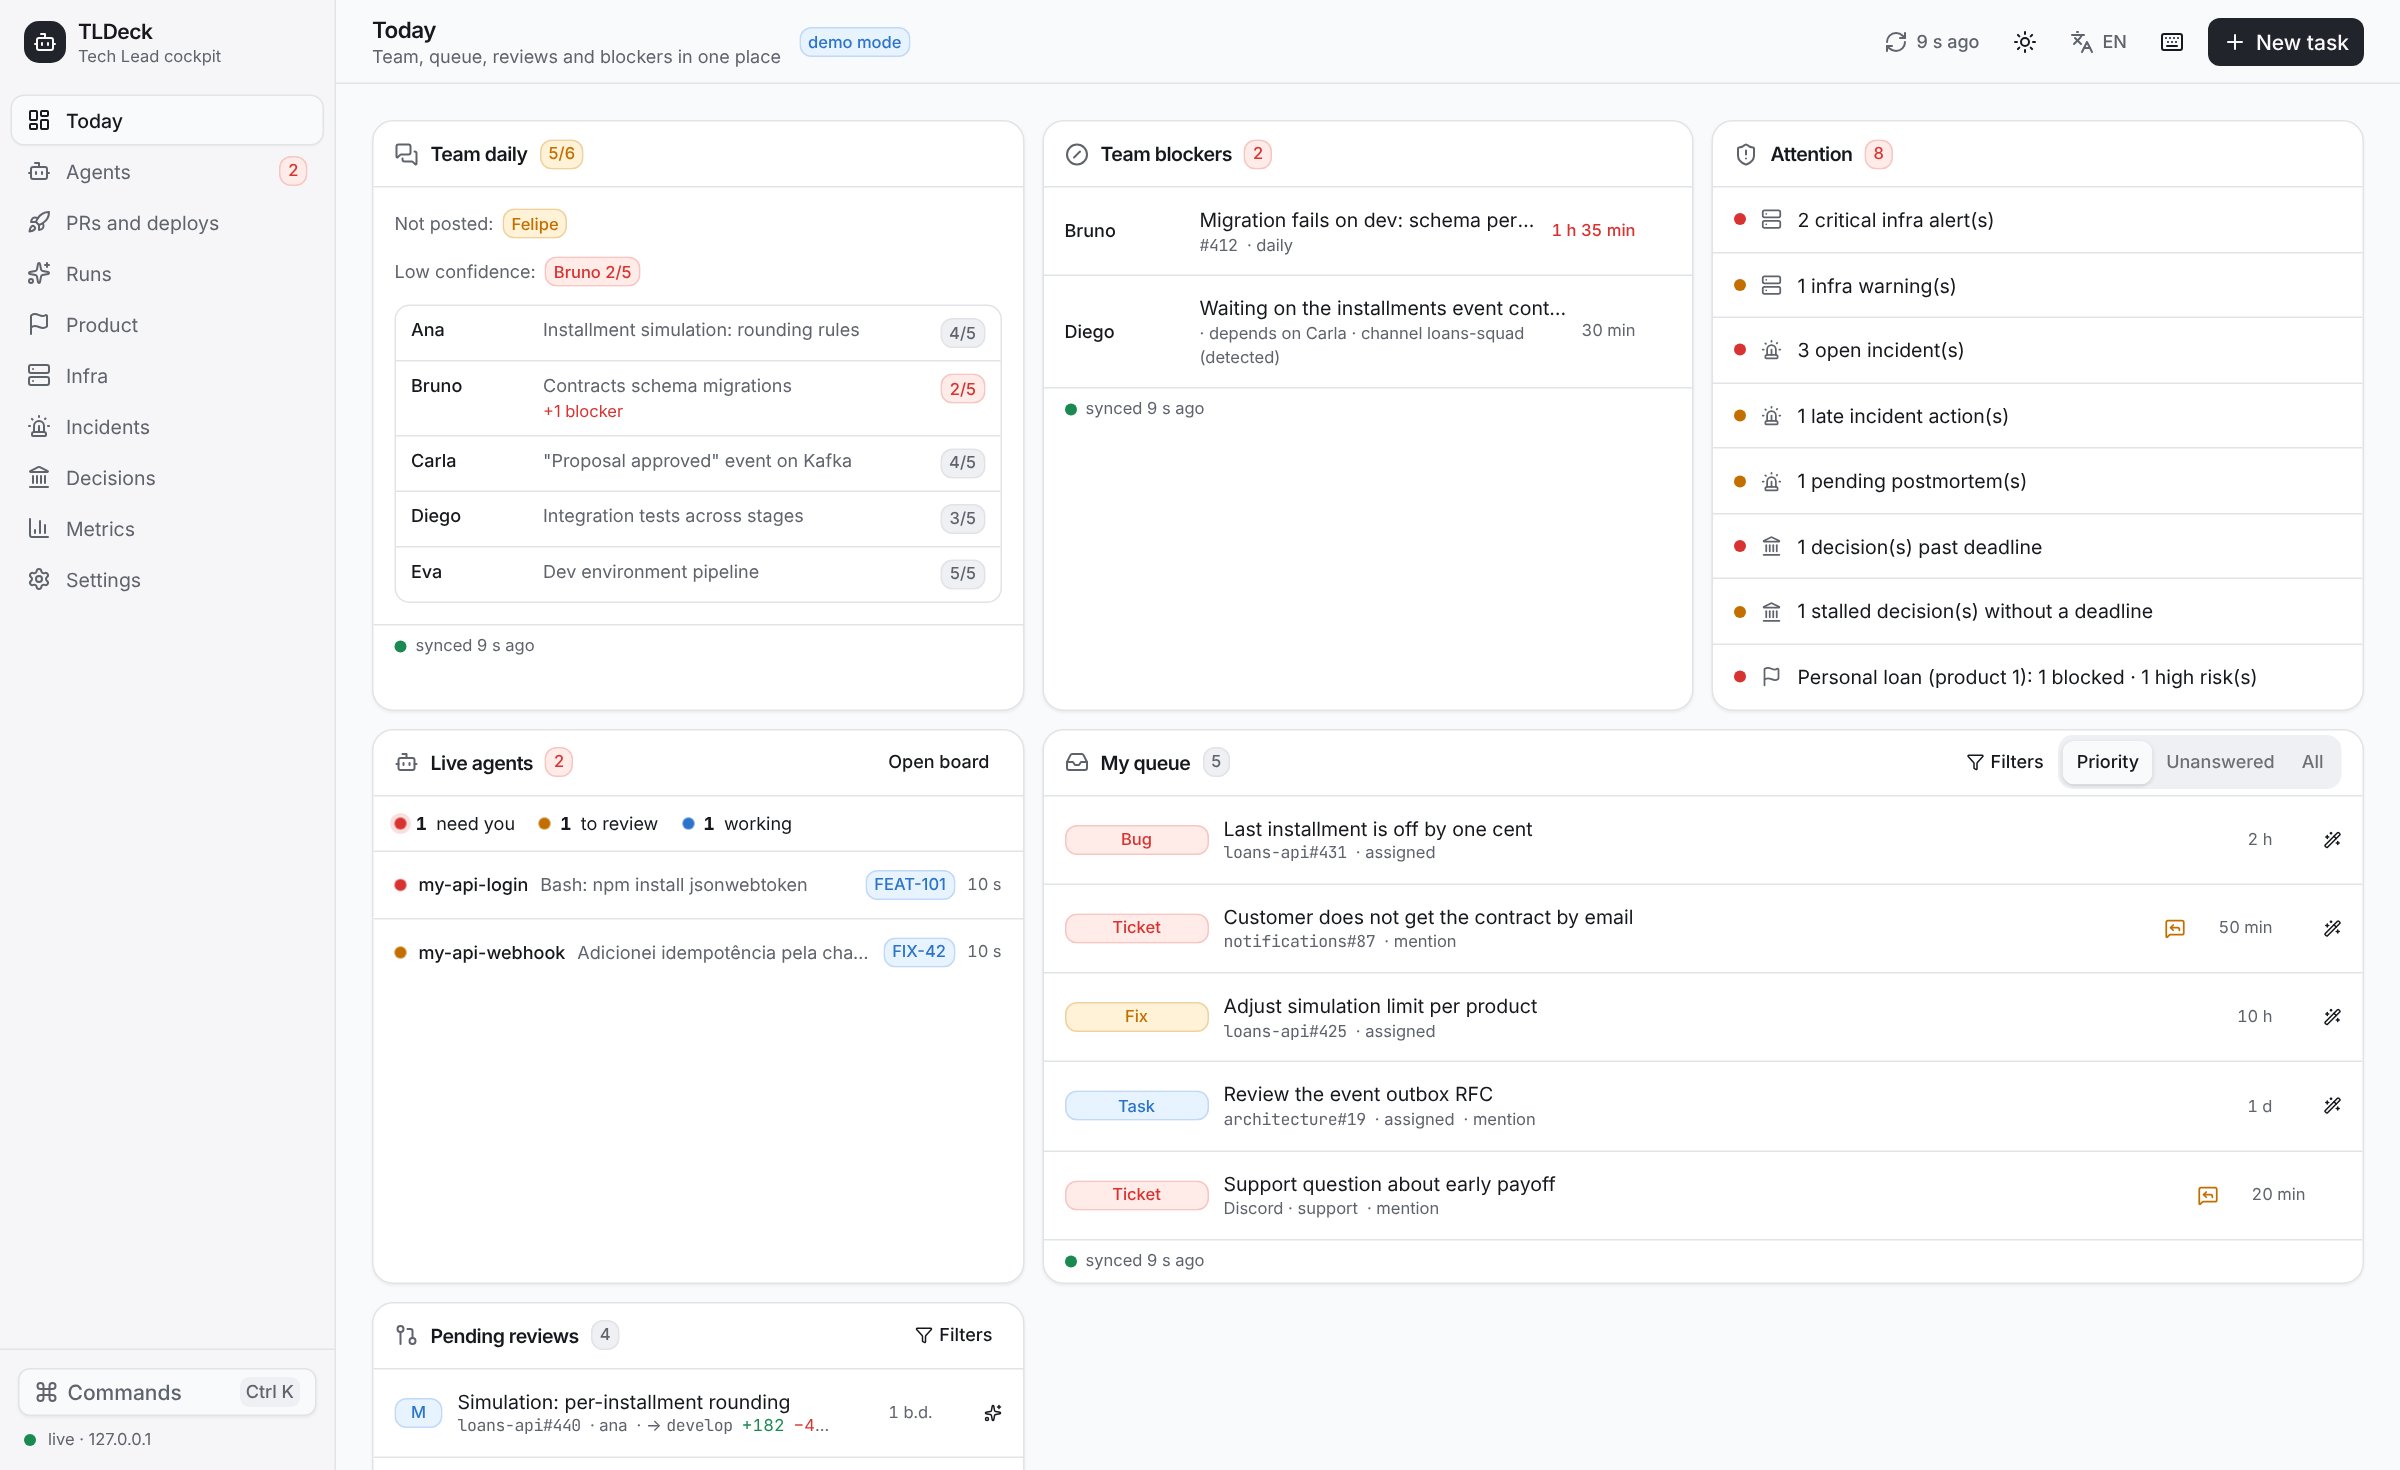 TLDeck
Tech Lead cockpit
Today
Agents 2
PRs and deploys
Runs
Product
Infra
Incidents
Decisions
Metrics
Settings
Commands Ctrl K
live · 127.0.0.1
Today
Team, queue, reviews and blockers in one place
demo mode
9 s ago
EN
+ New task
Team daily 5/6
Not posted: Felipe
Low confidence: Bruno 2/5
Ana Installment simulation: rounding rules 4/5
Bruno Contracts schema migrations 2/5
+1 blocker
Carla "Proposal approved" event on Kafka 4/5
Diego Integration tests across stages 3/5
Eva Dev environment pipeline 5/5
synced 9 s ago
Team blockers 2
Bruno Migration fails on dev: schema per... 1 h 35 min
#412 · daily
Diego Waiting on the installments event cont... 30 min
· depends on Carla · channel loans-squad
(detected)
synced 9 s ago
Attention 8
2 critical infra alert(s)
1 infra warning(s)
3 open incident(s)
1 late incident action(s)
1 pending postmortem(s)
1 decision(s) past deadline
1 stalled decision(s) without a deadline
Personal loan (product 1): 1 blocked · 1 high risk(s)
Live agents 2 Open board
1 need you 1 to review 1 working
my-api-login Bash: npm install jsonwebtoken FEAT-101 10 s
my-api-webhook Adicionei idempotência pela cha... FIX-42 10 s
My queue 5 Filters Priority Unanswered All
Bug Last installment is off by one cent 2 h
loans-api#431 · assigned
Ticket Customer does not get the contract by email 50 min
notifications#87 · mention
Fix Adjust simulation limit per product 10 h
loans-api#425 · assigned
Task Review the event outbox RFC 1 d
architecture#19 · assigned · mention
Ticket Support question about early payoff 20 min
Discord · support · mention
synced 9 s ago
Pending reviews 4 Filters
M Simulation: per-installment rounding 1 b.d.
loans-api#440 · ana · → develop +182 −4...